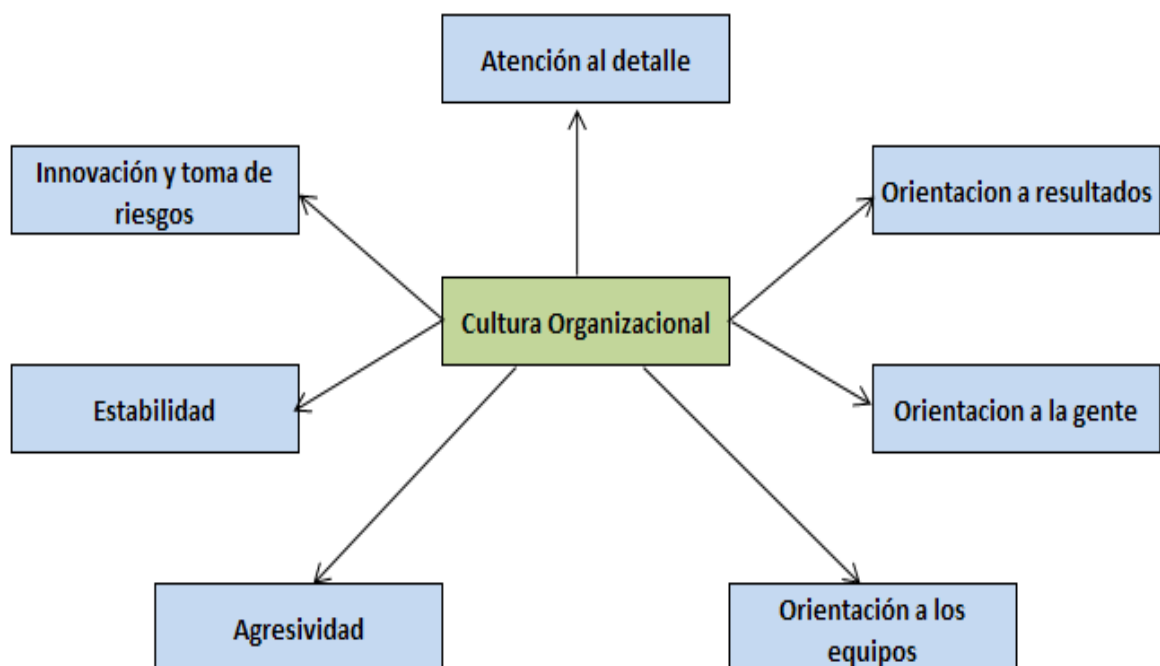 Atención al detalle
Innovación y toma de
riesgos
Orientacion a resultados
Cultura Organizacional
Estabilidad
Orientacion a la gente
Agresividad
Orientación a los
equipos